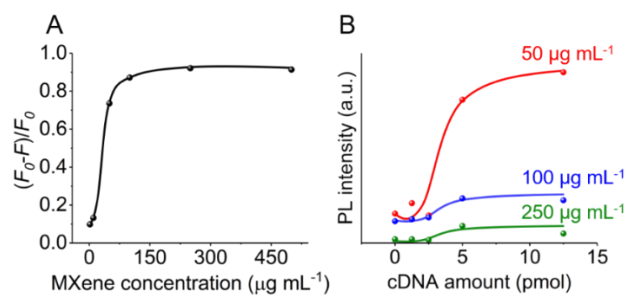 A
(F₀-F)/F₀
1.0
0.8
0.6
0.4
0.2
0.0
0 150 300 450
MXene concentration (μg mL⁻¹)
B
PL intensity (a.u.)
50 μg mL⁻¹
100 μg mL⁻¹
250 μg mL⁻¹
0 5 10 15
cDNA amount (pmol)